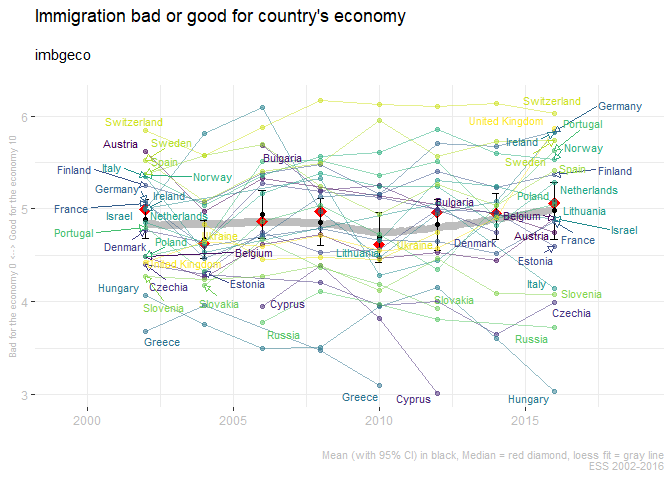 Immigration bad or good for country's economy
imbgeco
Bad for the economy 0 <--> Good for the economy 10
6
5
4
3
Switzerland
Austria
Sweden
Spain
Italy
Finland
Norway
Germany
Ireland
France
Israel
Netherlands
Portugal
Denmark
Poland
Ukraine
Belgium
United Kingdom
Czechia
Estonia
Hungary
Slovenia
Slovakia
Greece
Bulgaria
Cyprus
Russia
Lithuania
Greece
Cyprus
Ukraine
Slovakia
Bulgaria
Denmark
Switzerland
Germany
United Kingdom
Portugal
Ireland
Norway
Sweden
Spain
Finland
Netherlands
Poland
Lithuania
Belgium
Israel
Austria
France
Estonia
Italy
Slovenia
Czechia
Russia
Hungary
2000
2005
2010
2015
Mean (with 95% CI) in black, Median = red diamond, loess fit = gray line
ESS 2002-2016